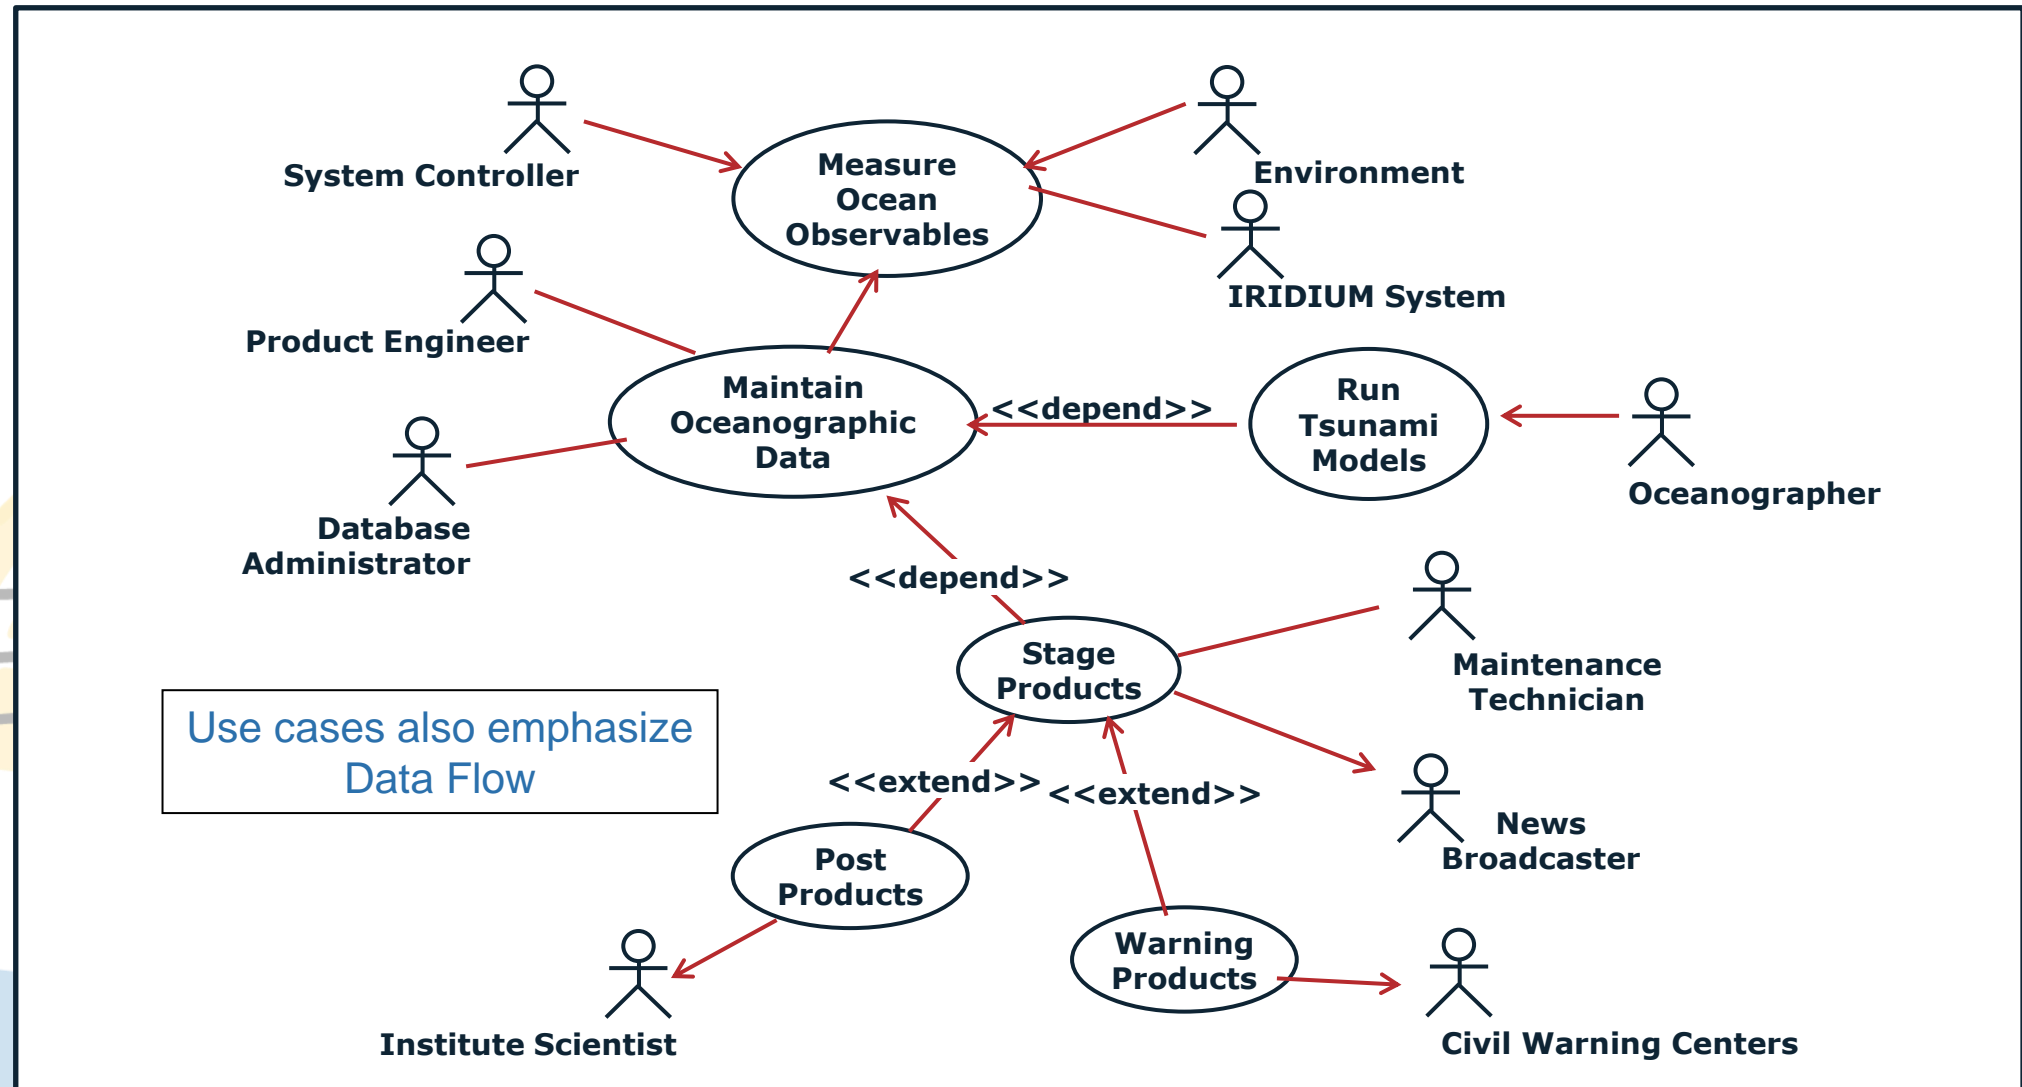 System Controller
Measure
Ocean
Observables
Environment
IRIDIUM System
Product Engineer
Maintain
Oceanographic
Data
<<depend>>
Run
Tsunami
Models
Oceanographer
Database
Administrator
<<depend>>
Stage
Products
Maintenance
Technician
Use cases also emphasize
Data Flow
<<extend>>
<<extend>>
News
Broadcaster
Post
Products
Warning
Products
Institute Scientist
Civil Warning Centers